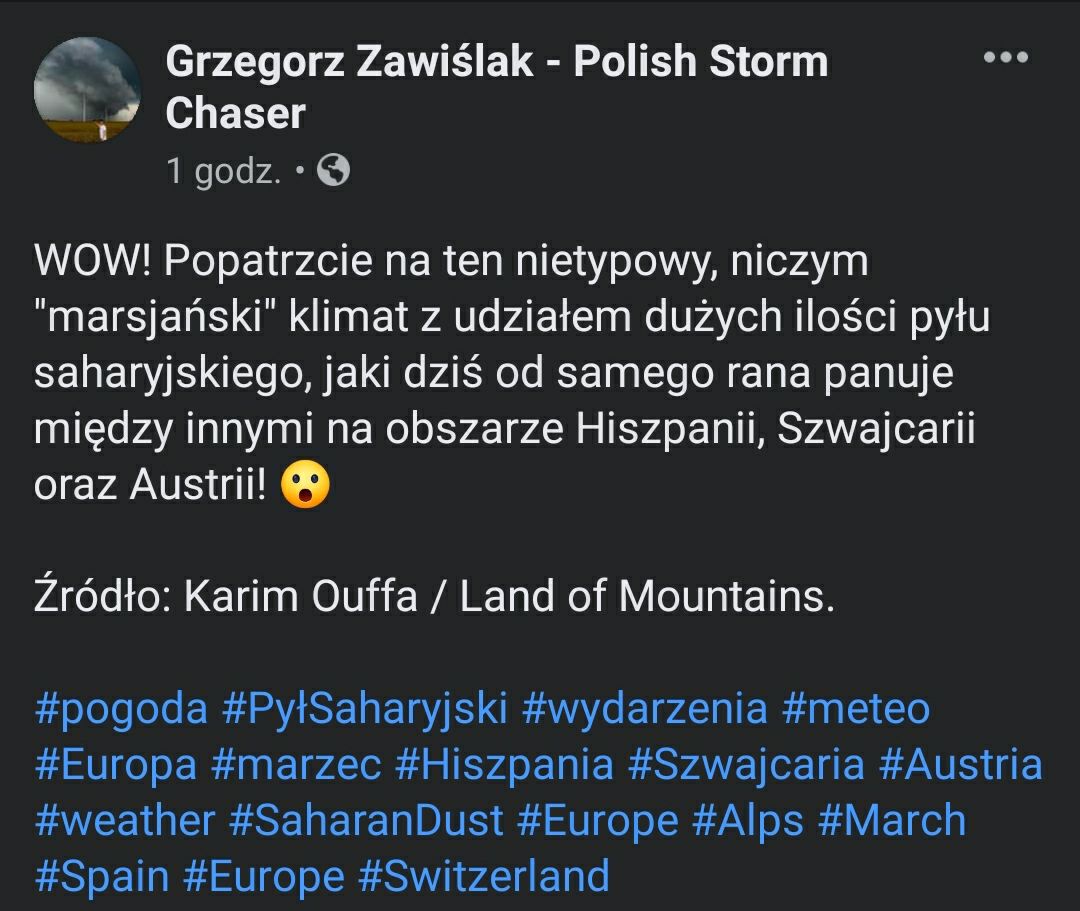 Grzegorz Zawiślak - Polish Storm
Chaser
1 godz. •
WOW! Popatrzcie na ten nietypowy, niczym
"marsjański" klimat z udziałem dużych ilości pyłu
saharyjskiego, jaki dziś od samego rana panuje
między innymi na obszarze Hiszpanii, Szwajcarii
oraz Austrii! 😮
Źródło: Karim Ouffa / Land of Mountains.
#pogoda #PyłSaharyjski #wydarzenia #meteo
#Europa #marzec #Hiszpania #Szwajcaria #Austria
#weather #SaharanDust #Europe #Alps #March
#Spain #Europe #Switzerland